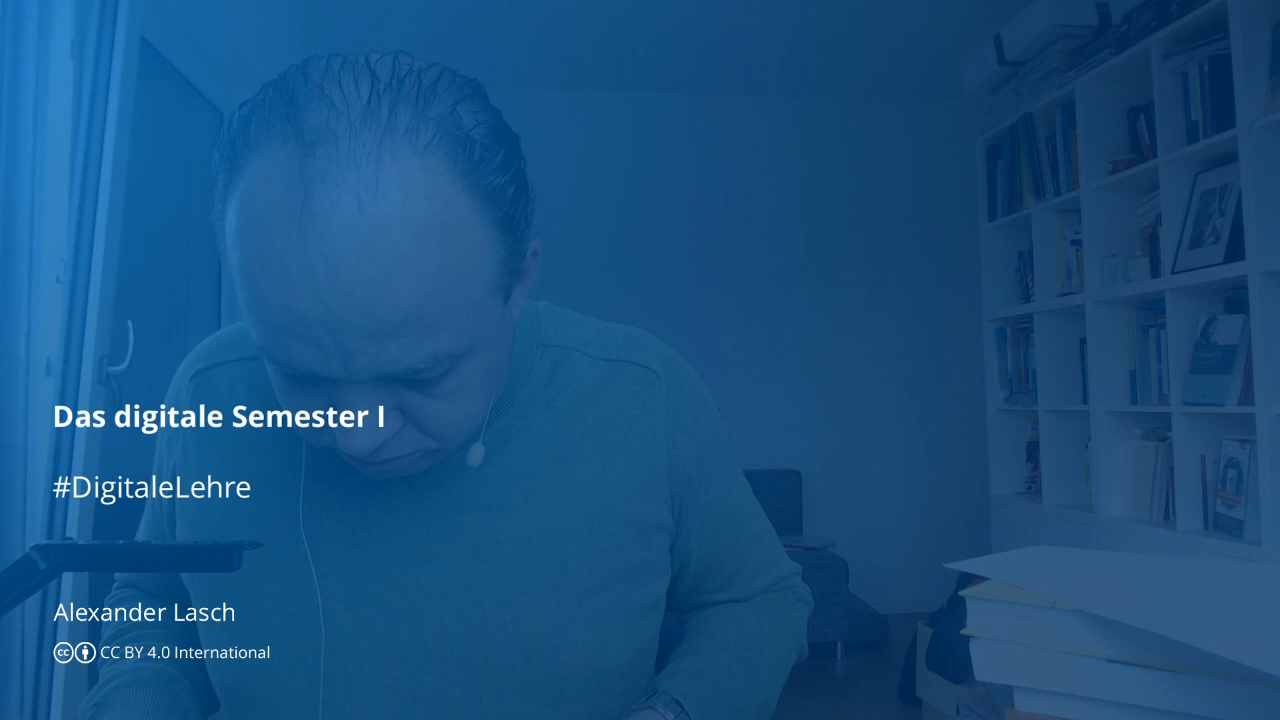 Das digitale Semester I
#DigitaleLehre
Alexander Lasch
CC BY 4.0 International